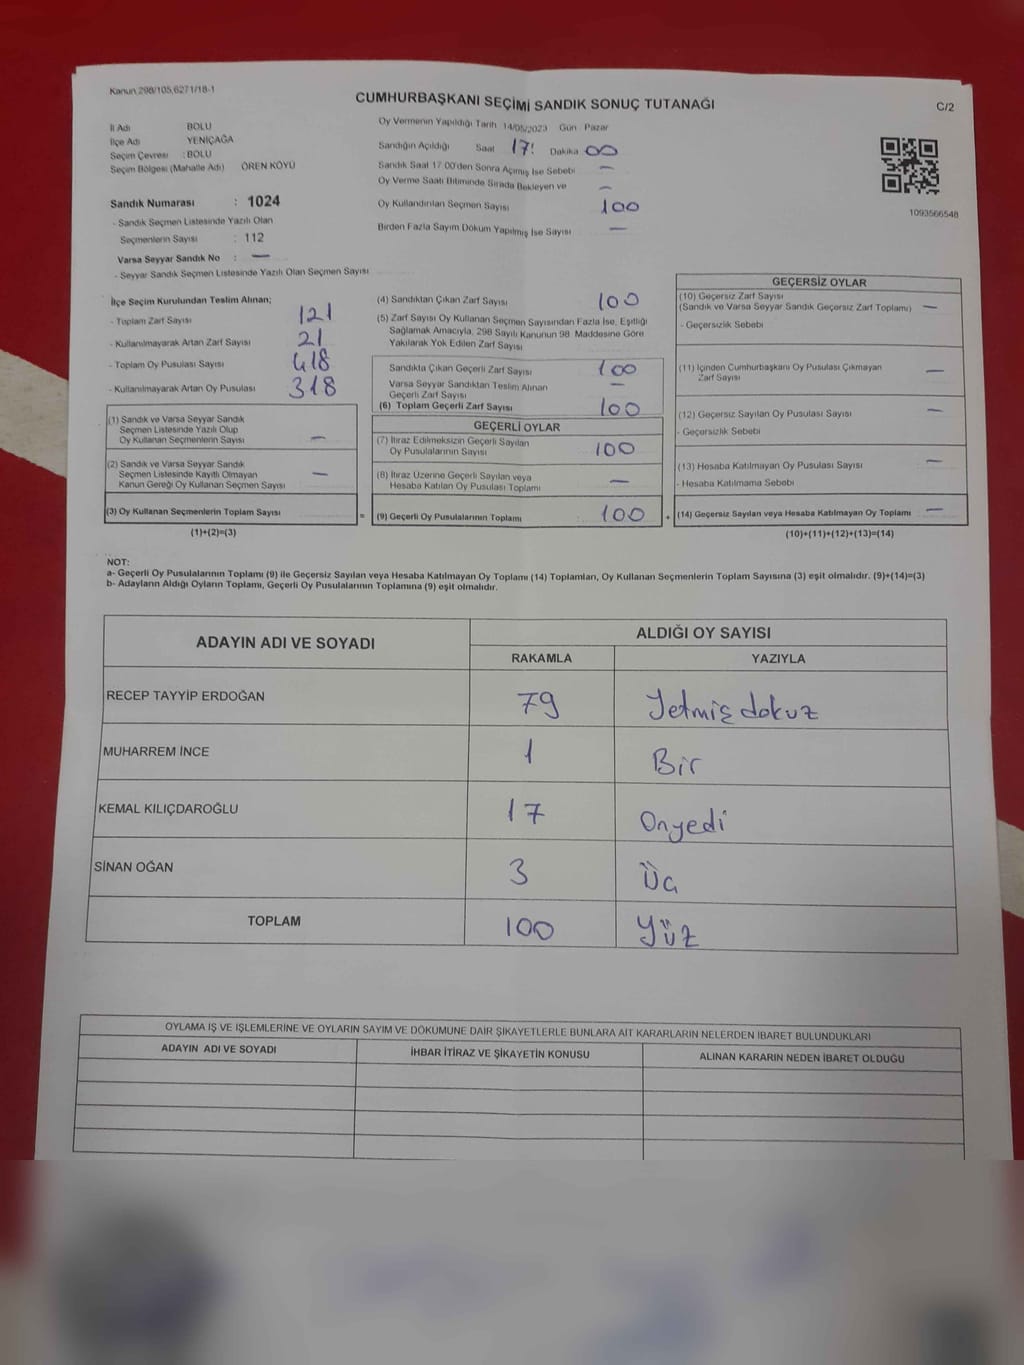 Kanun 298/105,6271/18-1
CUMHURBAŞKANI SEÇİMİ SANDIK SONUÇ TUTANAĞI
C/2
İl Adı BOLU
İlçe Adı YENİÇAĞA
Seçim Çevresi : BOLU
Seçim Bölgesi (Mahalle Adı) ÖREN KÖYÜ
Sandık Numarası : 1024
- Sandık Seçmen Listesinde Yazılı Olan
Seçmenlerin Sayısı : 112
Varsa Seyyar Sandık No : —
- Seyyar Sandık Seçmen Listesinde Yazılı Olan Seçmen Sayısı
Oy Vermenin Yapıldığı Tarih 14/05/2023 Gün Pazar
Sandığın Açıldığı Saat 17: Dakika 00
Sandık Saat 17.00'den Sonra Açımış İse Sebebi —
Oy Verme Saati Bitiminde Sırada Bekleyen ve —
Oy Kullandırılan Seçmen Sayısı 100
Birden Fazla Sayım Döküm Yapılmış İse Sayısı —
1093566548
İlçe Seçim Kurulundan Teslim Alınan;
- Toplam Zarf Sayısı 121
- Kullanılmayarak Artan Zarf Sayısı 21
- Toplam Oy Pusulası Sayısı 418
- Kullanılmayarak Artan Oy Pusulası 318
(1) Sandık ve Varsa Seyyar Sandık
Seçmen Listesinde Yazılı Olup
Oy Kullanan Seçmenlerin Sayısı —
(2) Sandık ve Varsa Seyyar Sandık
Seçmen Listesinde Kayıtlı Olmayan
Kanun Gereği Oy Kullanan Seçmen Sayısı —
(3) Oy Kullanan Seçmenlerin Toplam Sayısı =
(1)+(2)=(3)
(4) Sandıktan Çıkan Zarf Sayısı 100
(5) Zarf Sayısı Oy Kullanan Seçmen Sayısından Fazla İse, Eşitliği
Sağlamak Amacıyla, 298 Sayılı Kanunun 98. Maddesine Göre
Yakılarak Yok Edilen Zarf Sayısı
Sandıkta Çıkan Geçerli Zarf Sayısı 100
Varsa Seyyar Sandıktan Teslim Alınan
Geçerli Zarf Sayısı —
(6) Toplam Geçerli Zarf Sayısı 100
GEÇERLİ OYLAR
(7) İtiraz Edilmeksizin Geçerli Sayılan
Oy Pusulalarının Sayısı 100
(8) İtiraz Üzerine Geçerli Sayılan veya
Hesaba Katılan Oy Pusulası Toplamı —
(9) Geçerli Oy Pusulalarının Toplamı 100 +
GEÇERSİZ OYLAR
(10) Geçersiz Zarf Sayısı
(Sandık ve Varsa Seyyar Sandık Geçersiz Zarf Toplamı) —
- Geçersizlik Sebebi
(11) İçinden Cumhurbaşkanı Oy Pusulası Çıkmayan
Zarf Sayısı —
(12) Geçersiz Sayılan Oy Pusulası Sayısı —
- Geçersizlik Sebebi
(13) Hesaba Katılmayan Oy Pusulası Sayısı —
- Hesaba Katılmama Sebebi
(14) Geçersiz Sayılan veya Hesaba Katılmayan Oy Toplamı —
(10)+(11)+(12)+(13)=(14)
NOT:
a- Geçerli Oy Pusulalarının Toplamı (9) ile Geçersiz Sayılan veya Hesaba Katılmayan Oy Toplamı (14) Toplamları, Oy Kullanan Seçmenlerin Toplam Sayısına (3) eşit olmalıdır. (9)+(14)=(3)
b- Adayların Aldığı Oyların Toplamı, Geçerli Oy Pusulalarının Toplamına (9) eşit olmalıdır.
ADAYIN ADI VE SOYADI ALDIĞI OY SAYISI
RAKAMLA YAZIYLA
RECEP TAYYİP ERDOĞAN 79 Yetmiş dokuz
MUHARREM İNCE 1 Bir
KEMAL KILIÇDAROĞLU 17 Onyedi
SİNAN OĞAN 3 Üç
TOPLAM 100 Yüz
OYLAMA İŞ VE İŞLEMLERİNE VE OYLARIN SAYIM VE DÖKÜMÜNE DAİR ŞİKAYETLERLE BUNLARA AİT KARARLARIN NELERDEN İBARET BULUNDUKLARI
ADAYIN ADI VE SOYADI İHBAR İTİRAZ VE ŞİKAYETİN KONUSU ALINAN KARARIN NEDEN İBARET OLDUĞU